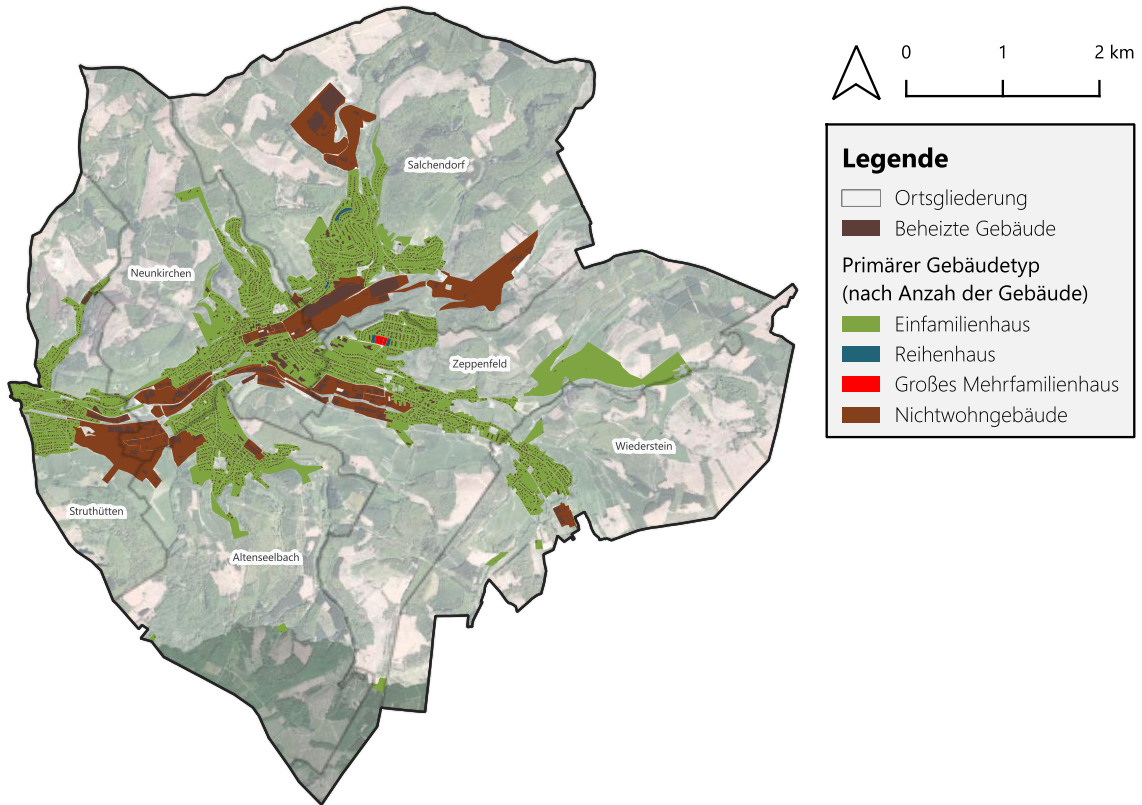 0 1 2 km
Legende
Ortsgliederung
Beheizte Gebäude
Primärer Gebäudetyp
(nach Anzah der Gebäude)
Einfamilienhaus
Reihenhaus
Großes Mehrfamilienhaus
Nichtwohngebäude
Salchendorf
Neunkirchen
Zeppenfeld
Wiederstein
Struthütten
Altenseelbach